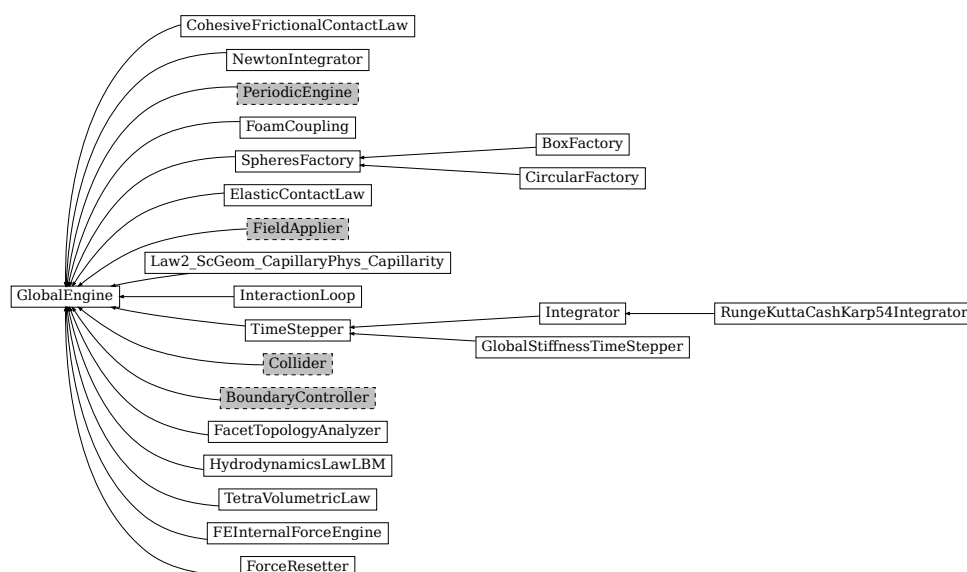 CohesiveFrictionalContactLaw
NewtonIntegrator
PeriodicEngine
FoamCoupling
BoxFactory
SpheresFactory
CircularFactory
ElasticContactLaw
FieldApplier
Law2_ScGeom_CapillaryPhys_Capillarity
GlobalEngine
InteractionLoop
Integrator
RungeKuttaCashKarp54Integrator
TimeStepper
GlobalStiffnessTimeStepper
Collider
BoundaryController
FacetTopologyAnalyzer
HydrodynamicsLawLBM
TetraVolumetricLaw
FEInternalForceEngine
ForceResetter